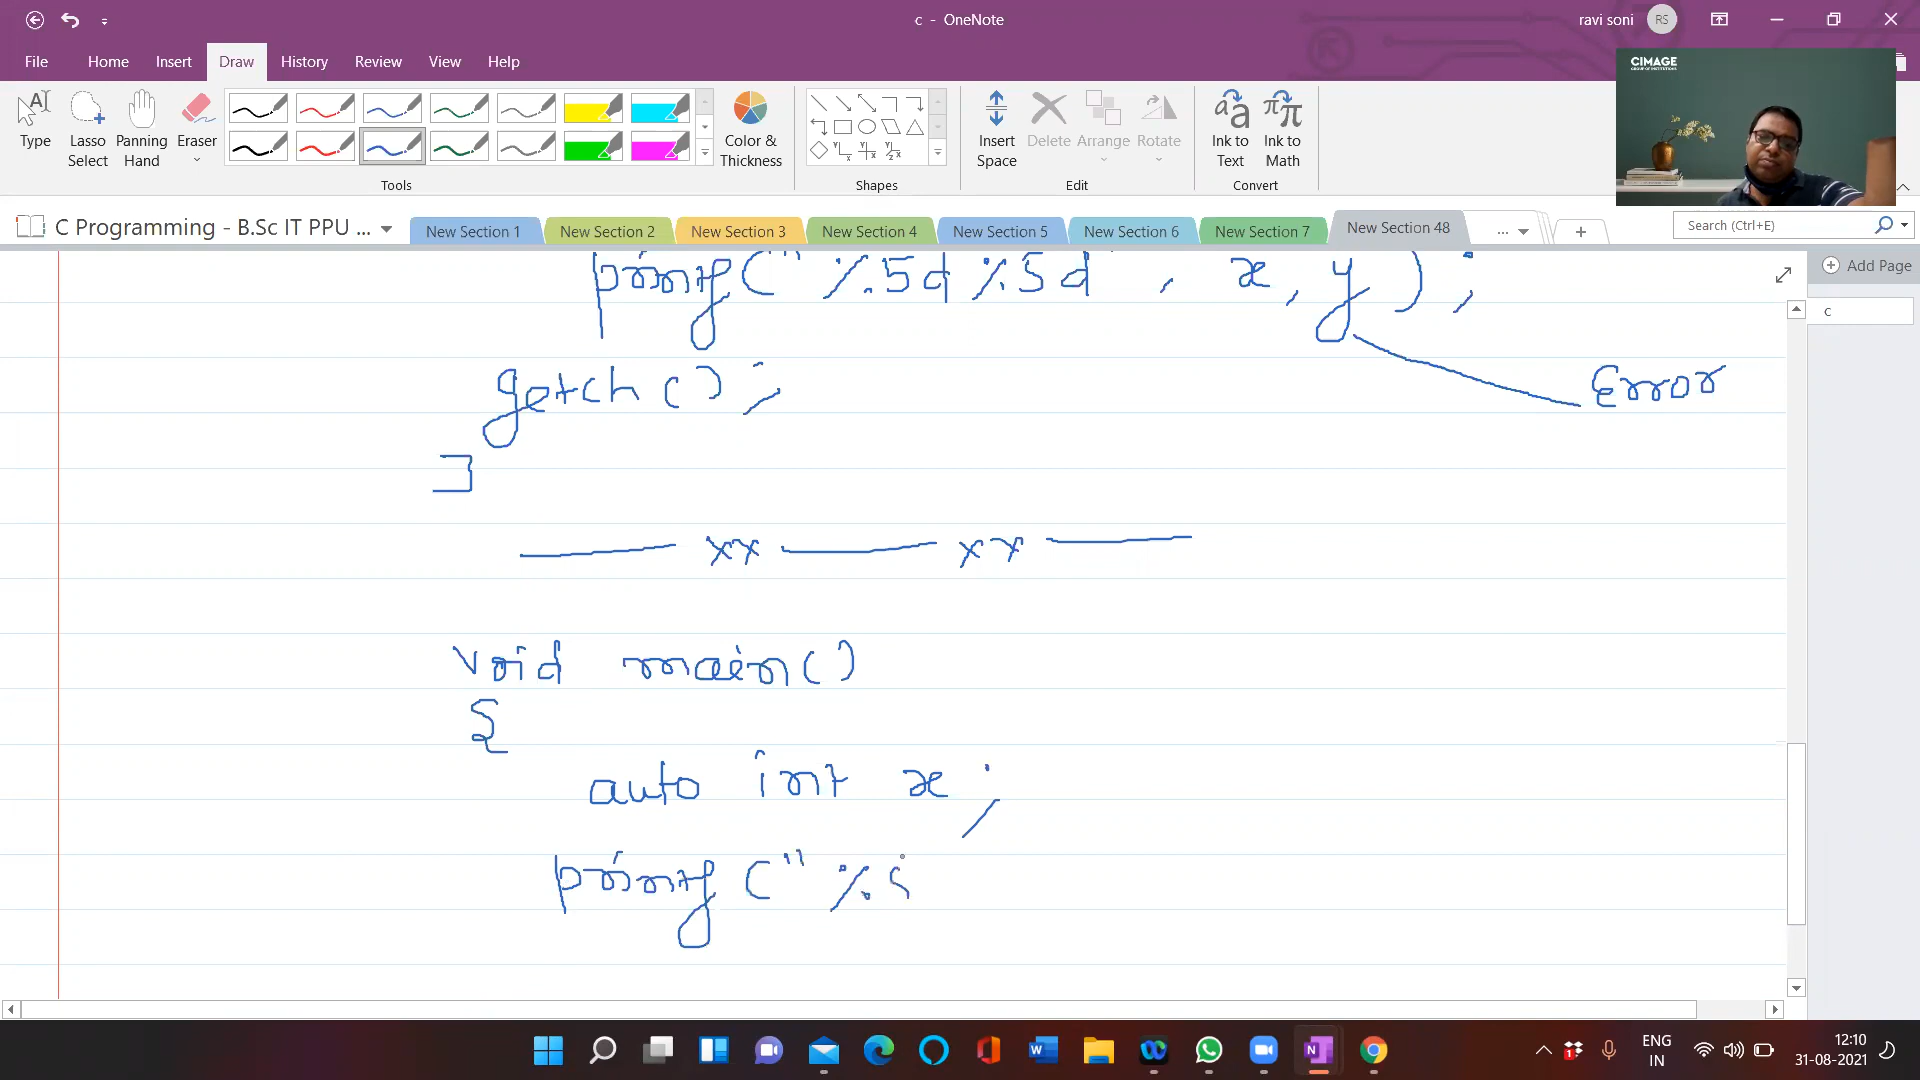 c - OneNote
ravi soni RS
File Home Insert Draw History Review View Help
CIMAGE
GROUP OF INSTITUTIONS
Type Lasso Select Panning Hand Eraser Color & Thickness Insert Space Delete Arrange Rotate Ink to Text Ink to Math
Tools Shapes Edit Convert
C Programming - B.Sc IT PPU ... New Section 1 New Section 2 New Section 3 New Section 4 New Section 5 New Section 6 New Section 7 New Section 48 ... Search (Ctrl+E)
Add Page
c
printf(" %5d %5d" , x, y) ;
getch() ;
Error
}
xx xx
void main()
{
auto int x ;
printf (" %
ENG 12:10
IN 31-08-2021